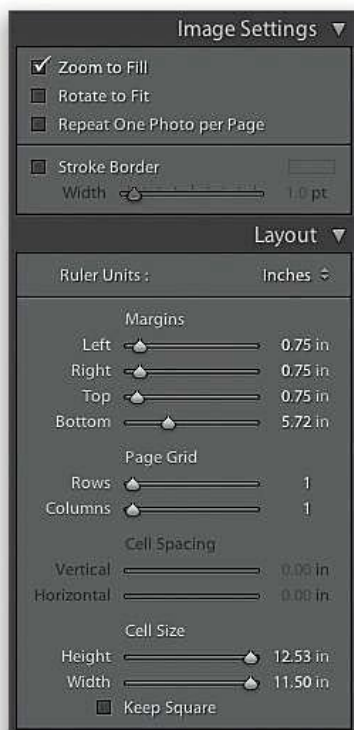 Image Settings
Zoom to Fill
Rotate to Fit
Repeat One Photo per Page
Stroke Border
Width 1.0 pt
Layout
Ruler Units : Inches
Margins
Left 0.75 in
Right 0.75 in
Top 0.75 in
Bottom 5.72 in
Page Grid
Rows 1
Columns 1
Cell Spacing
Vertical 0.00 in
Horizontal 0.00 in
Cell Size
Height 12.53 in
Width 11.50 in
Keep Square